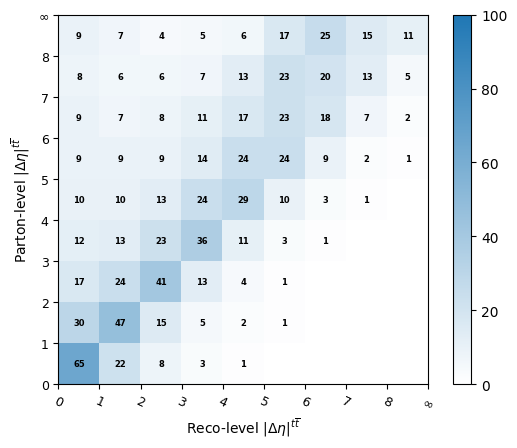 ∞
8
7
6
5
4
3
2
1
0
Parton-level |Δη|^{tt̅}
9 7 4 5 6 17 25 15 11
8 6 6 7 13 23 20 13 5
9 7 8 11 17 23 18 7 2
9 9 9 14 24 24 9 2 1
10 10 13 24 29 10 3 1
12 13 23 36 11 3 1
17 24 41 13 4 1
30 47 15 5 2 1
65 22 8 3 1
0 1 2 3 4 5 6 7 8 ∞
Reco-level |Δη|^{tt̅}
100
80
60
40
20
0